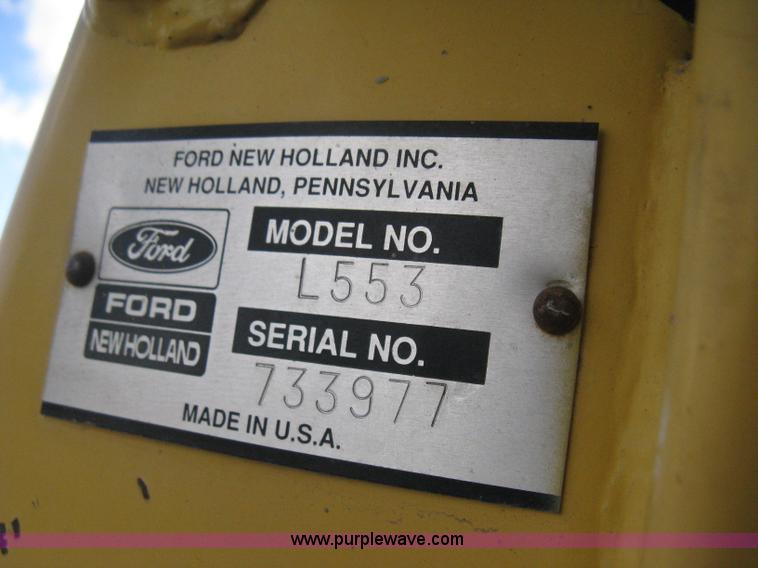 FORD NEW HOLLAND INC.
NEW HOLLAND, PENNSYLVANIA
Ford
FORD
NEW HOLLAND
MODEL NO.
L553
SERIAL NO.
733977
MADE IN U.S.A.
www.purplewave.com